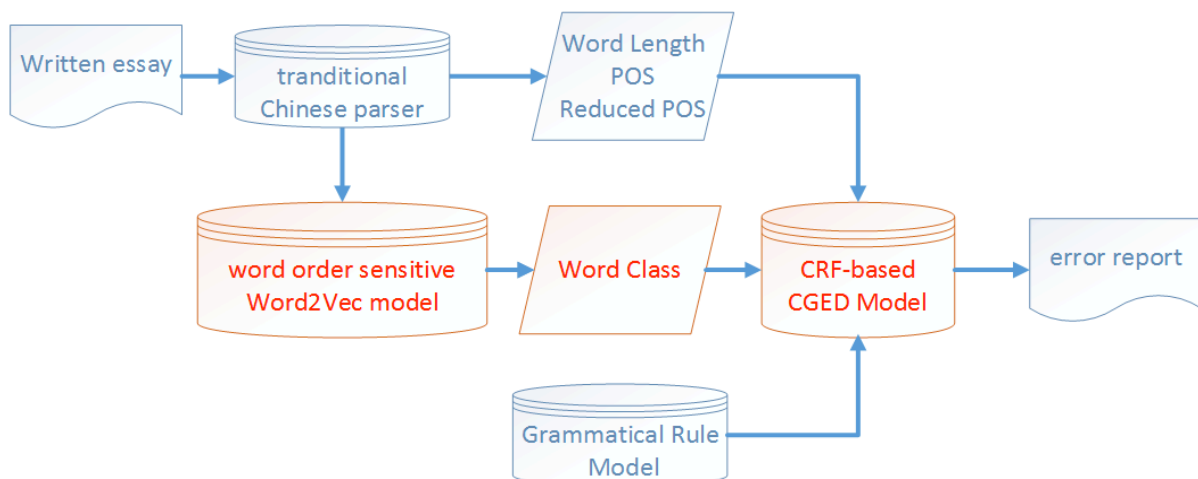 Written essay
tranditional
Chinese parser
Word Length
POS
Reduced POS
word order sensitive
Word2Vec model
Word Class
CRF-based
CGED Model
error report
Grammatical Rule
Model